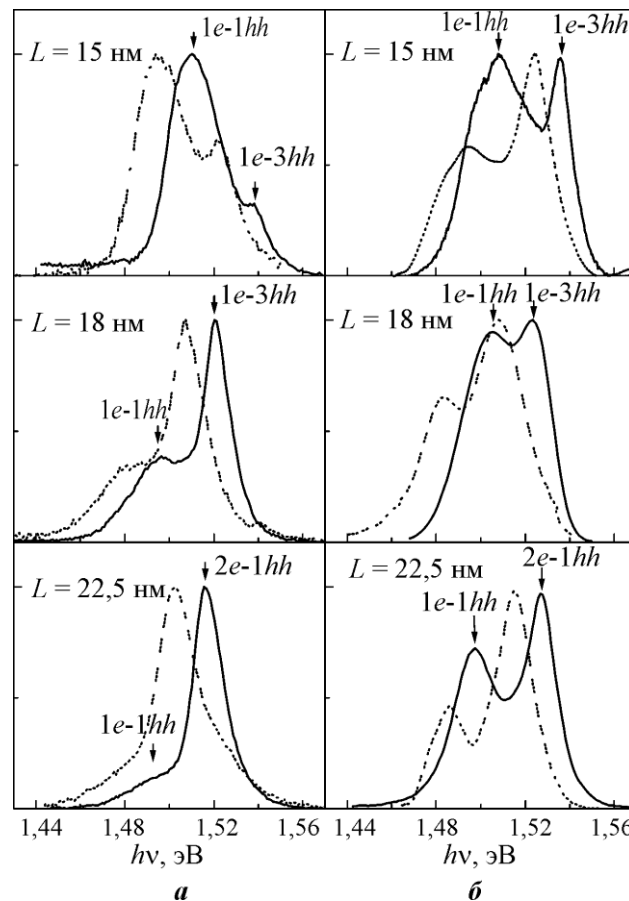 1e-1hh
L = 15 нм
1e-3hh
1e-1hh
1e-3hh
L = 15 нм
1e-3hh
L = 18 нм
1e-1hh
1e-1hh
1e-3hh
L = 18 нм
2e-1hh
L = 22,5 нм
1e-1hh
L = 22,5 нм
2e-1hh
1e-1hh
1,44 1,48 1,52 1,56
1,44 1,48 1,52 1,56
hν, эВ
hν, эВ
а
б